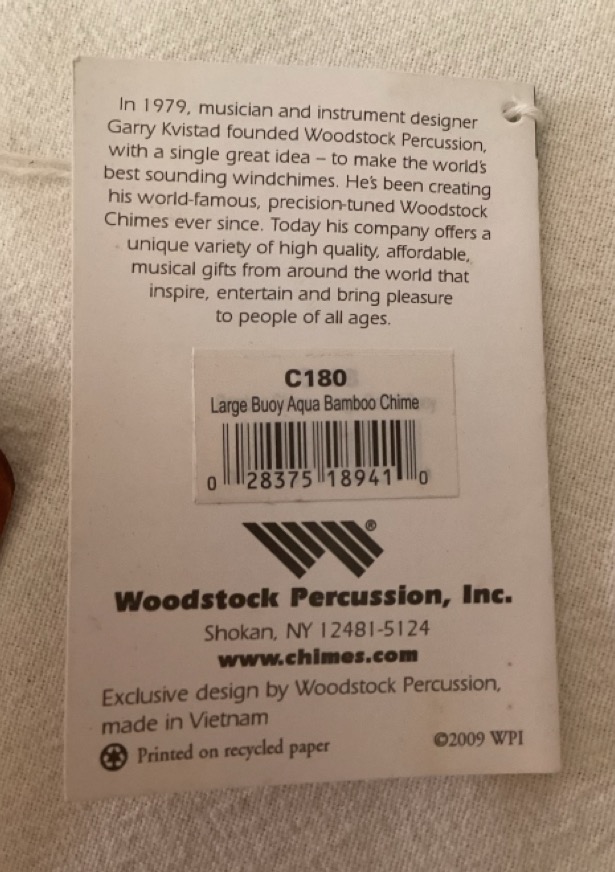 In 1979, musician and instrument designer
Garry Kvistad founded Woodstock Percussion,
with a single great idea – to make the world's
best sounding windchimes. He's been creating
his world-famous, precision-tuned Woodstock
Chimes ever since. Today his company offers a
unique variety of high quality, affordable,
musical gifts from around the world that
inspire, entertain and bring pleasure
to people of all ages.
C180
Large Buoy Aqua Bamboo Chime
0 28375 18941 0
®
Woodstock Percussion, Inc.
Shokan, NY 12481-5124
www.chimes.com
Exclusive design by Woodstock Percussion,
made in Vietnam
Printed on recycled paper
©2009 WPI